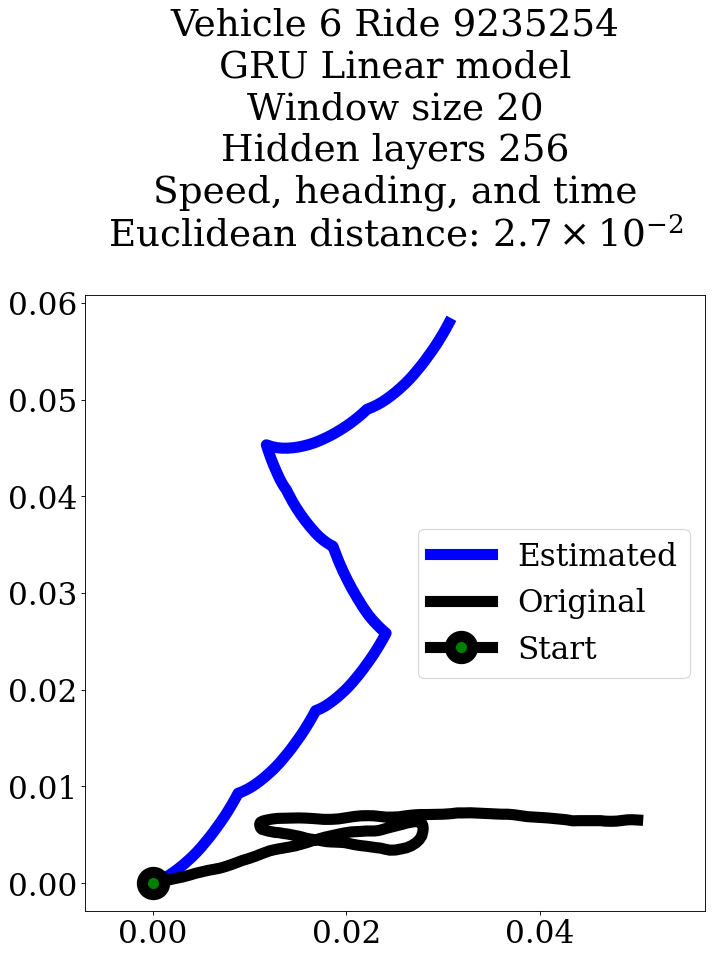 Vehicle 6 Ride 9235254
GRU Linear model
Window size 20
Hidden layers 256
Speed, heading, and time
Euclidean distance: 2.7 × 10⁻²
0.06
0.05
0.04
0.03
0.02
0.01
0.00
Estimated
Original
Start
0.00 0.02 0.04